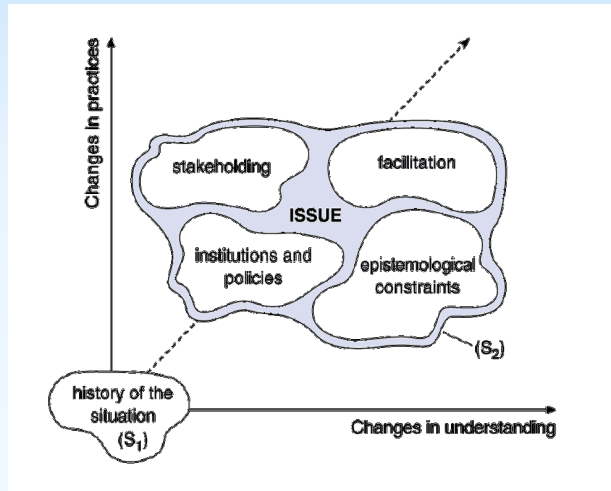 Changes in practices
stakeholding
facilitation
ISSUE
institutions and
policies
epistemological
constraints
(S₂)
history of the
situation
(S₁)
Changes in understanding